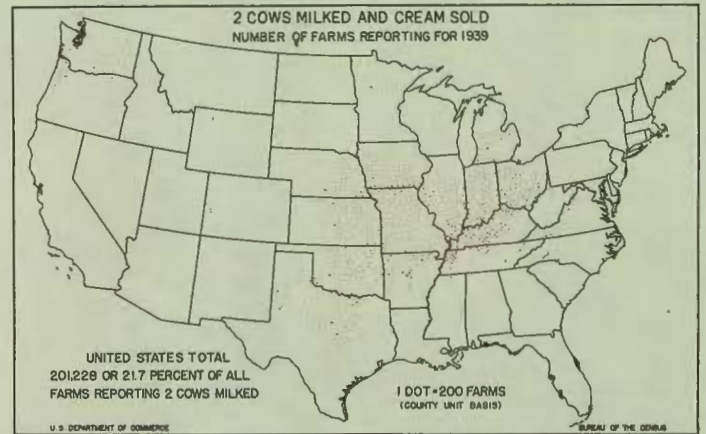 2 COWS MILKED AND CREAM SOLD
NUMBER OF FARMS REPORTING FOR 1939
UNITED STATES TOTAL
201,228 OR 21.7 PERCENT OF ALL
FARMS REPORTING 2 COWS MILKED
1 DOT=200 FARMS
(COUNTY UNIT BASIS)
U.S. DEPARTMENT OF COMMERCE
BUREAU OF THE CENSUS